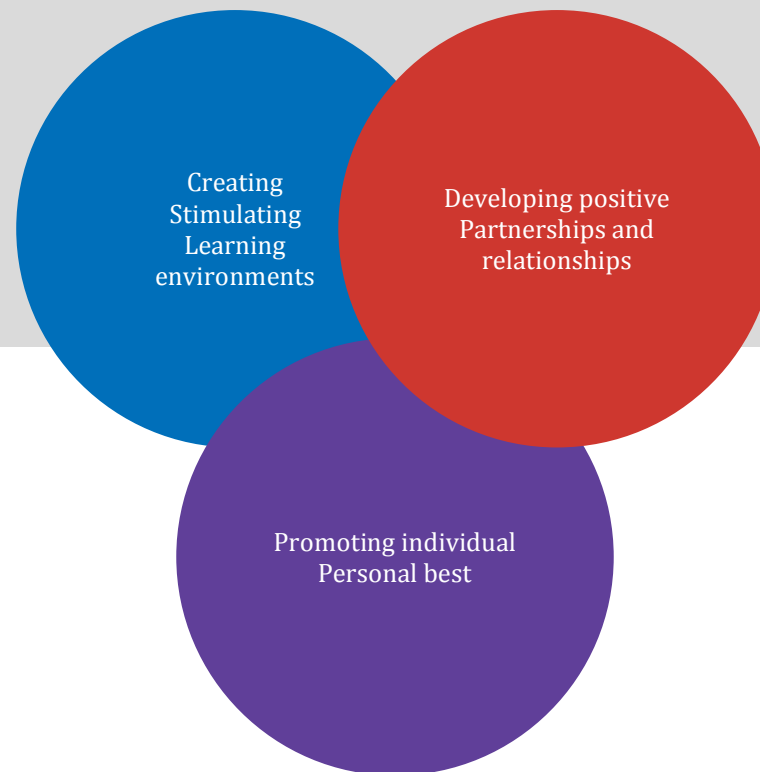 Creating
Stimulating
Learning
environments
Developing positive
Partnerships and
relationships
Promoting individual
Personal best